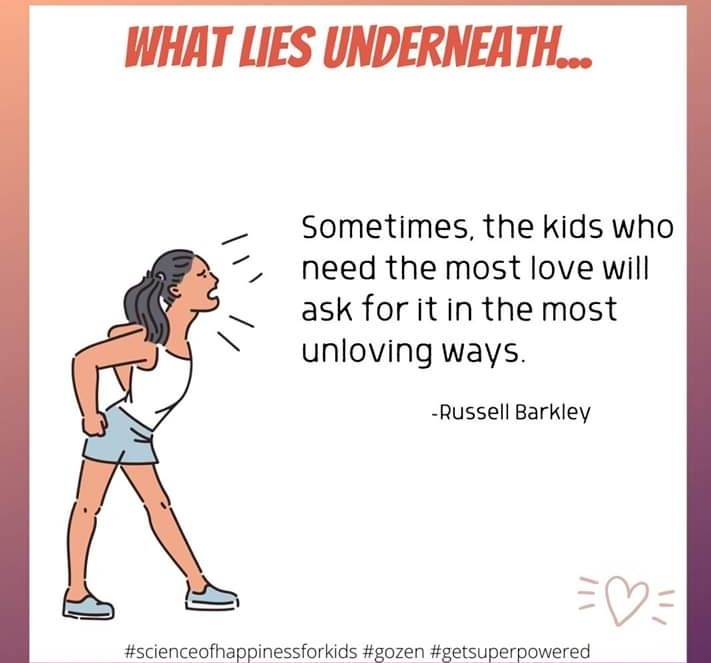 WHAT LIES UNDERNEATH...
Sometimes, the kids who
need the most love will
ask for it in the most
unloving ways.
-Russell Barkley
#scienceofhappinessforkids #gozen #getsuperpowered